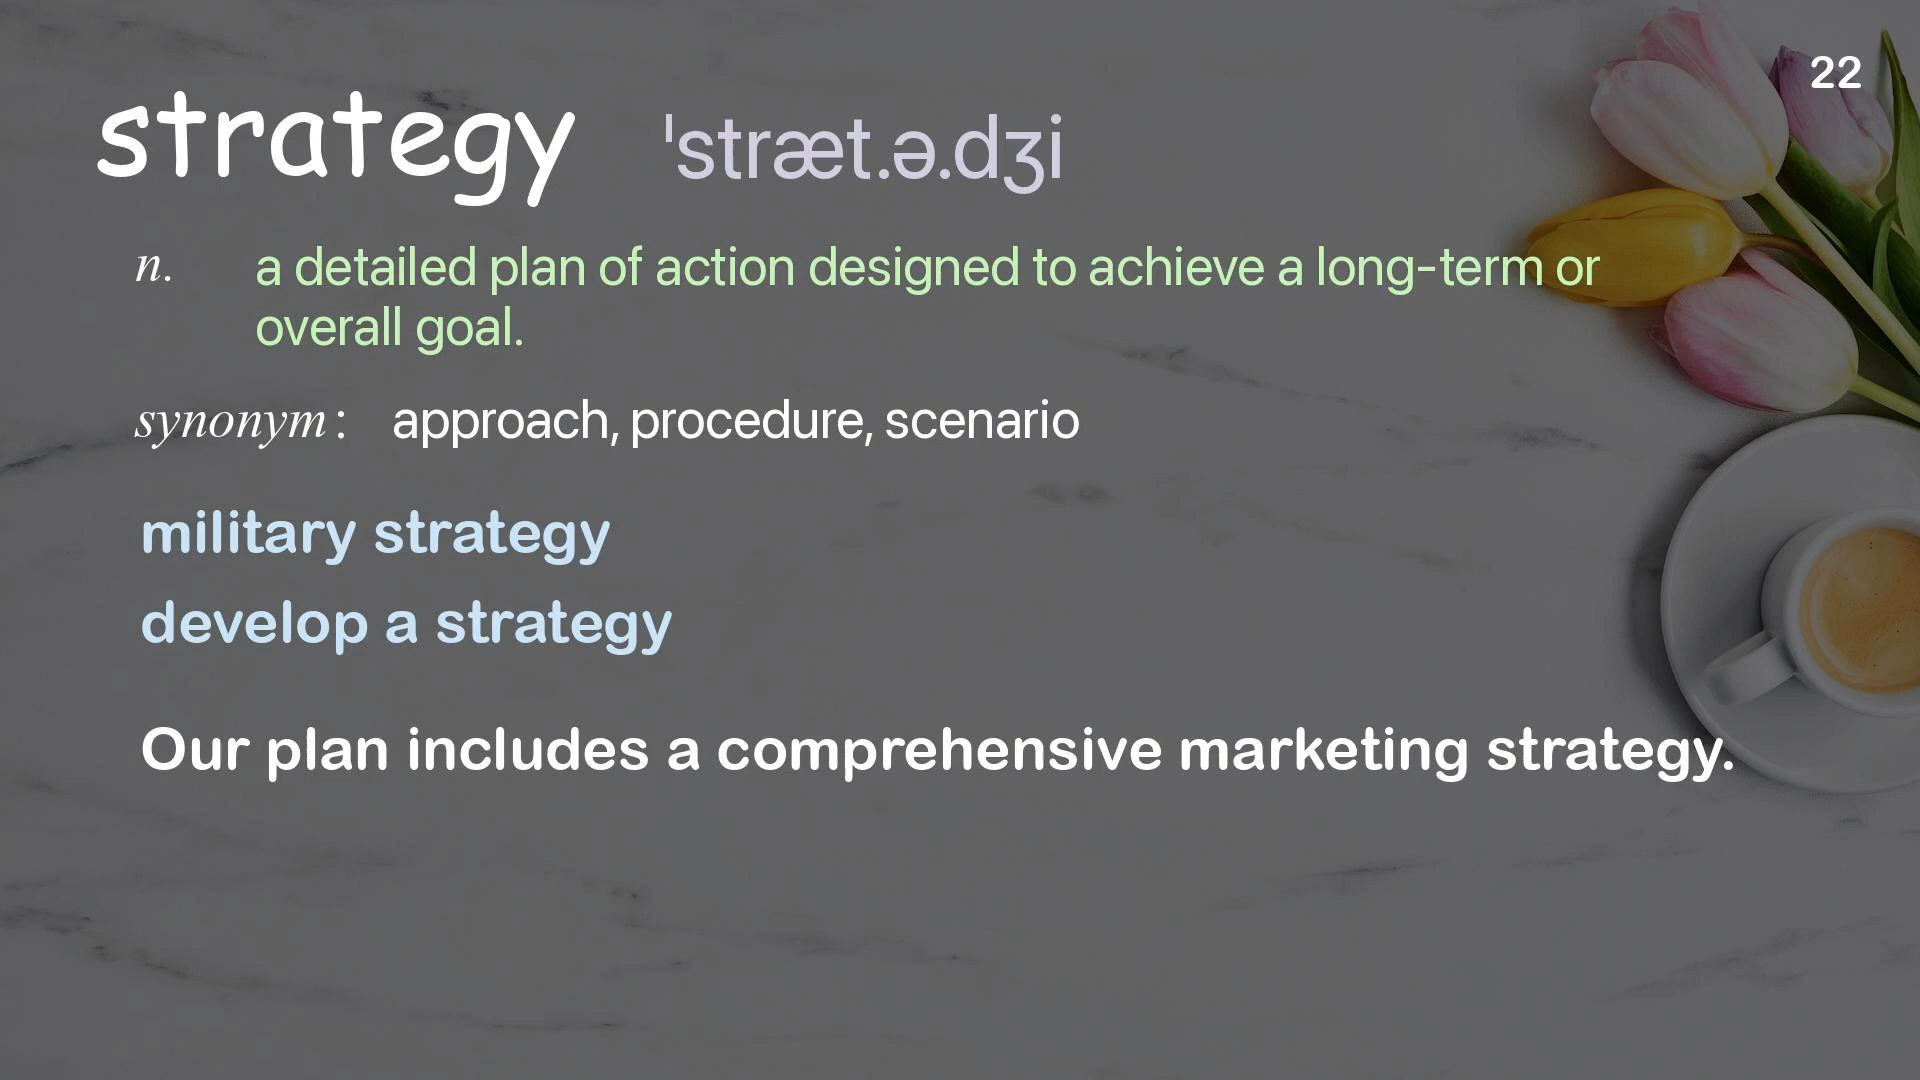 22
strategy ˈstræt.ə.dʒi
n. a detailed plan of action designed to achieve a long-term or
overall goal.
synonym: approach, procedure, scenario
military strategy
develop a strategy
Our plan includes a comprehensive marketing strategy.